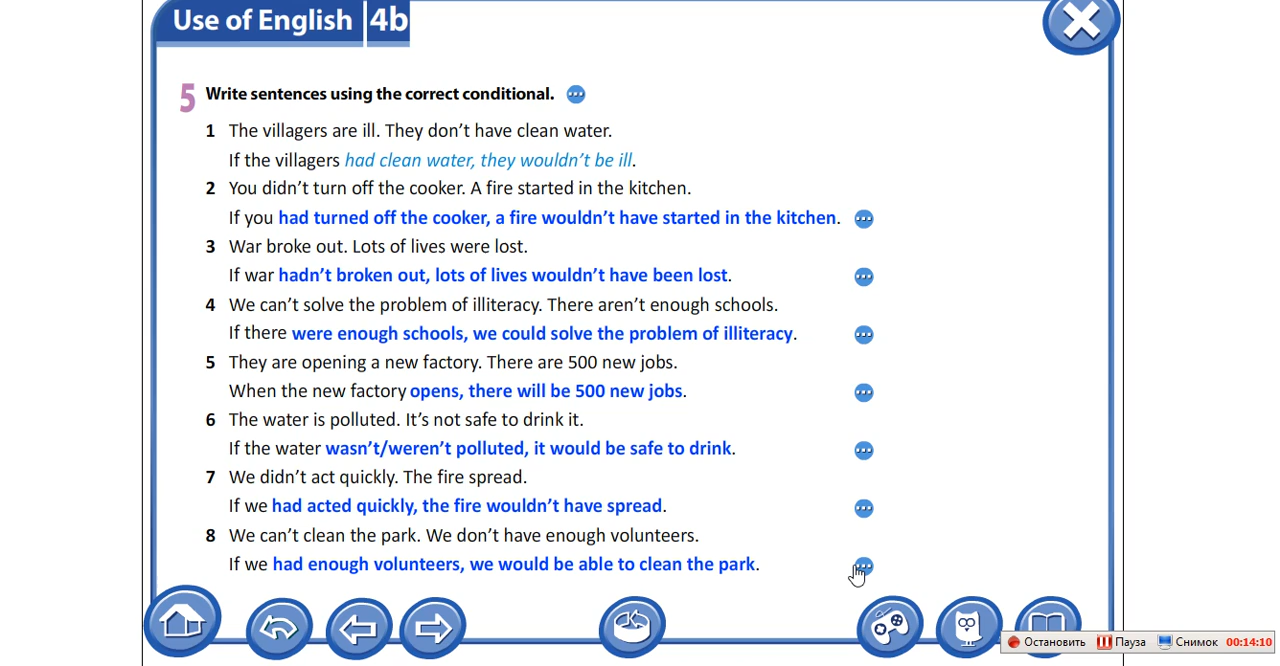 Use of English 4b
5 Write sentences using the correct conditional.
1 The villagers are ill. They don’t have clean water.
If the villagers had clean water, they wouldn’t be ill.
2 You didn’t turn off the cooker. A fire started in the kitchen.
If you had turned off the cooker, a fire wouldn’t have started in the kitchen.
3 War broke out. Lots of lives were lost.
If war hadn’t broken out, lots of lives wouldn’t have been lost.
4 We can’t solve the problem of illiteracy. There aren’t enough schools.
If there were enough schools, we could solve the problem of illiteracy.
5 They are opening a new factory. There are 500 new jobs.
When the new factory opens, there will be 500 new jobs.
6 The water is polluted. It’s not safe to drink it.
If the water wasn’t/weren’t polluted, it would be safe to drink.
7 We didn’t act quickly. The fire spread.
If we had acted quickly, the fire wouldn’t have spread.
8 We can’t clean the park. We don’t have enough volunteers.
If we had enough volunteers, we would be able to clean the park.
Остановить Пауза Снимок 00:14:10